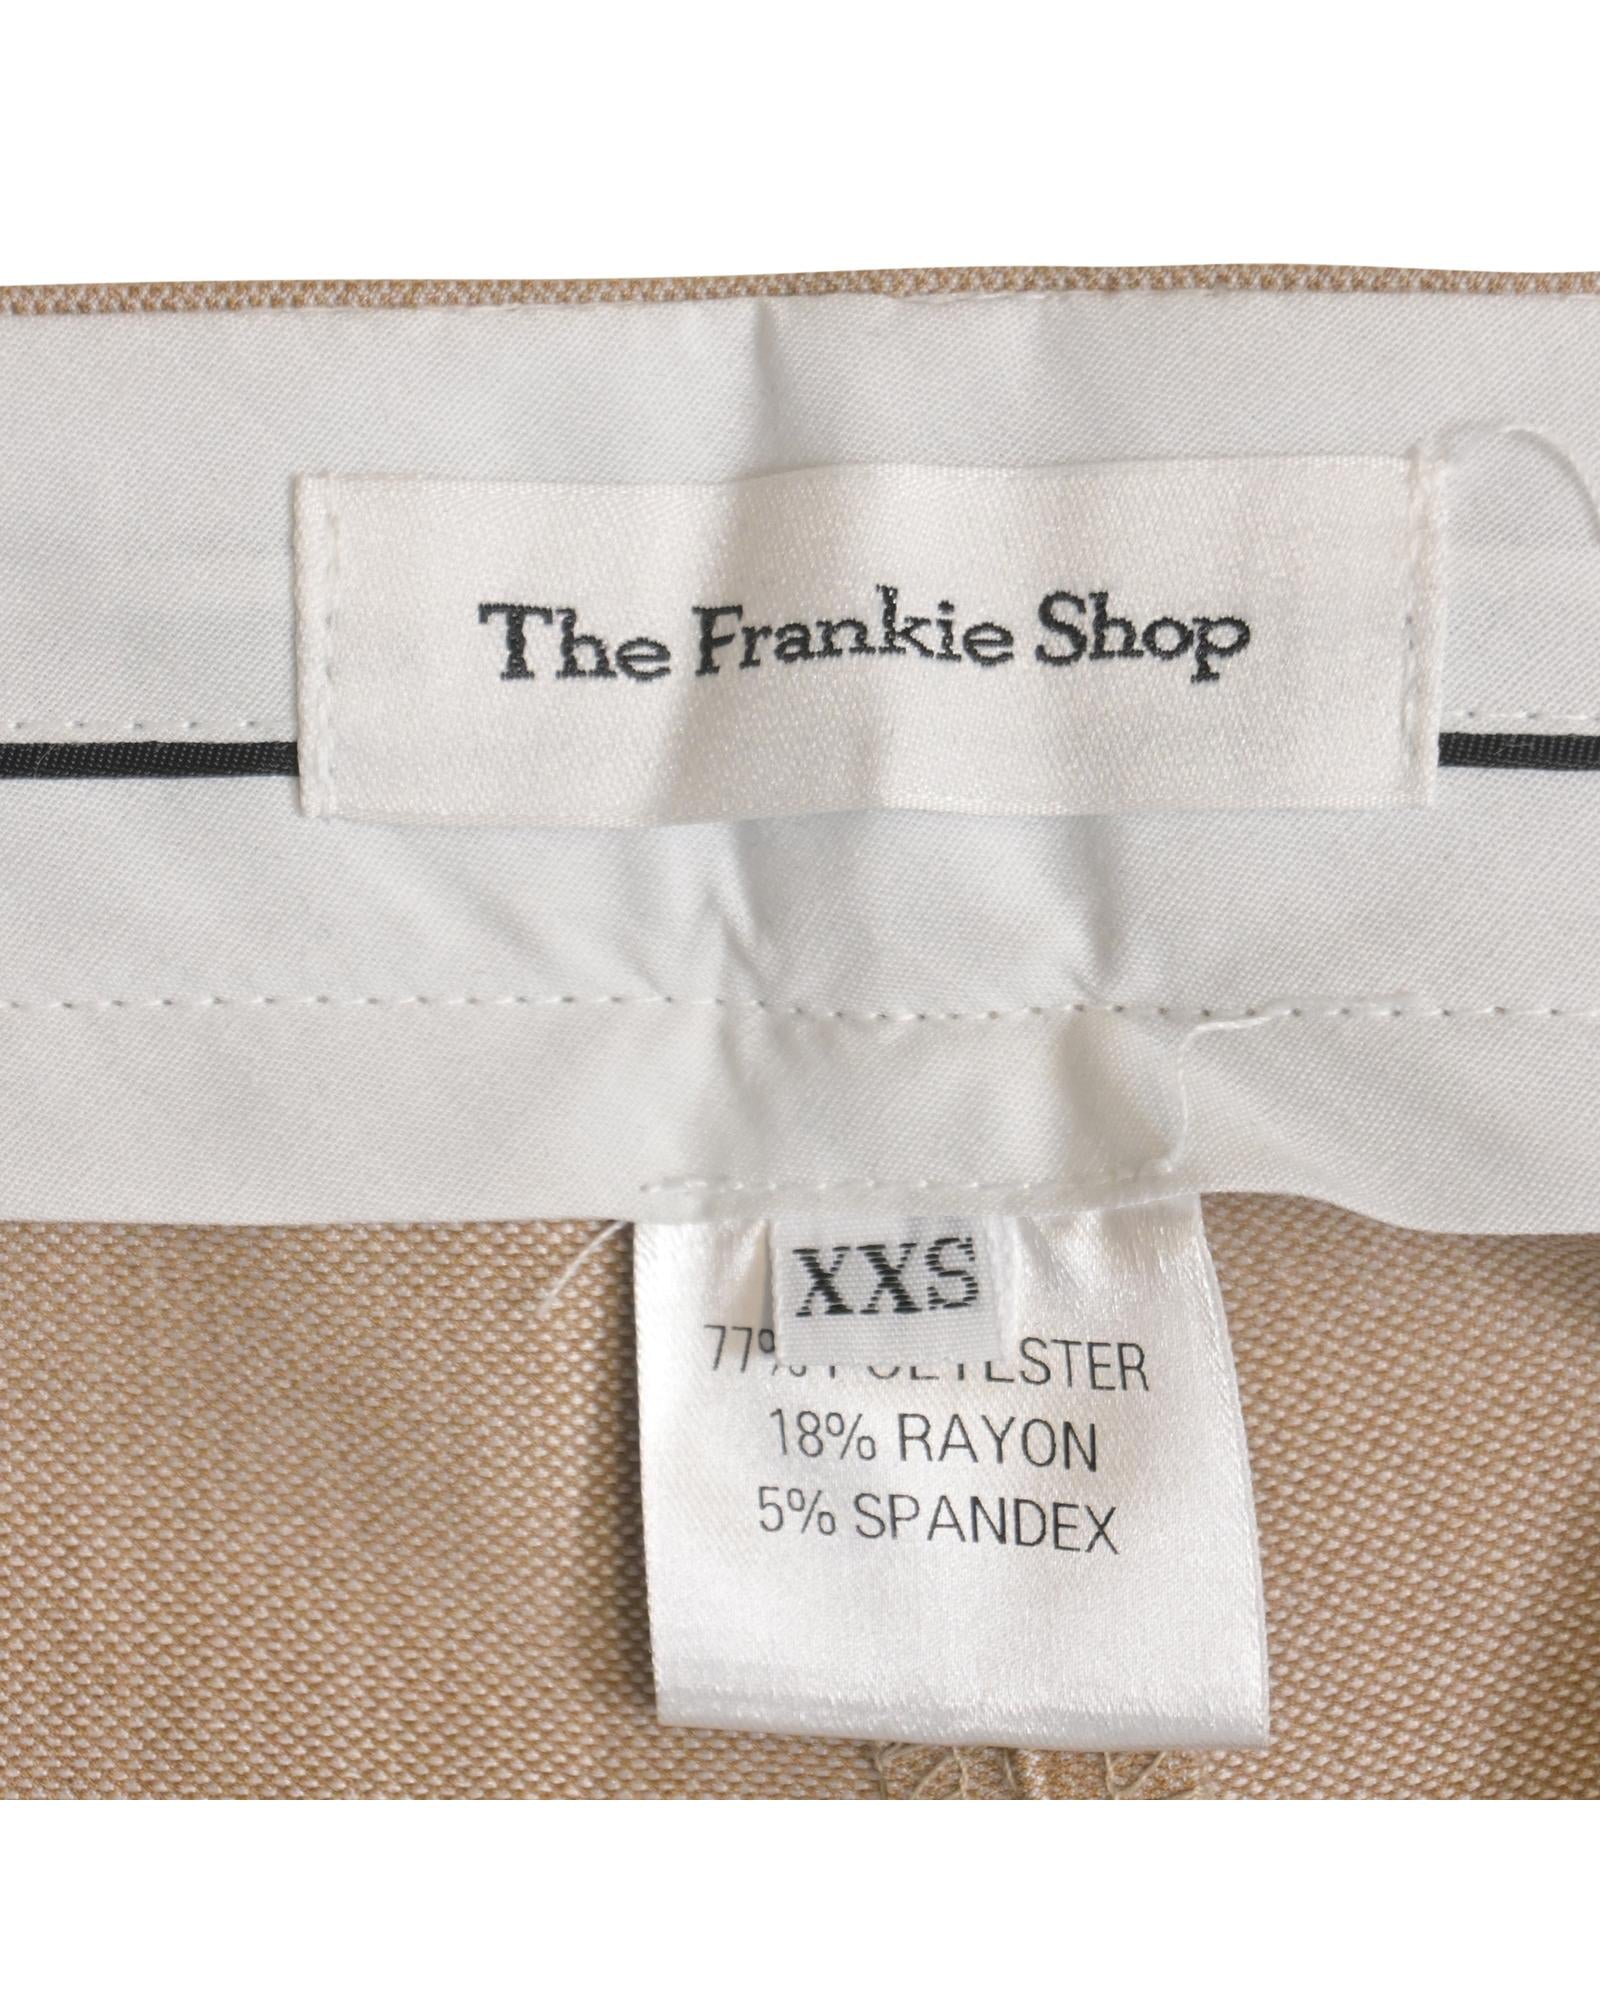 The Frankie Shop
XXS
77% POLYESTER
18% RAYON
5% SPANDEX